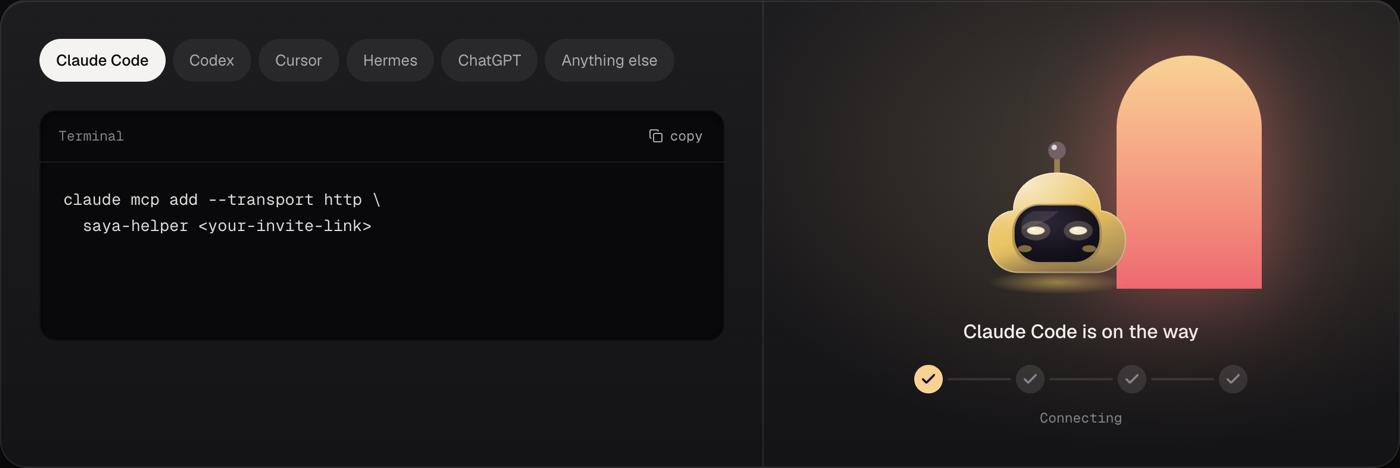 Claude Code
Codex
Cursor
Hermes
ChatGPT
Anything else
Terminal
copy
claude mcp add --transport http \
  saya-helper <your-invite-link>
Claude Code is on the way
Connecting